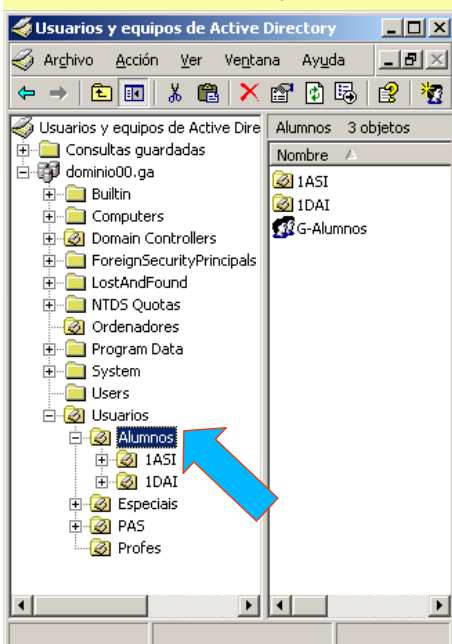 Usuarios y equipos de Active Directory
Archivo Acción Ver Ventana Ayuda
Usuarios y equipos de Active Dire
Alumnos 3 objetos
Consultas guardadas
Nombre
dominio00.ga
1ASI
Builtin
1DAI
Computers
G-Alumnos
Domain Controllers
ForeignSecurityPrincipals
LostAndFound
NTDS Quotas
Ordenadores
Program Data
System
Users
Usuarios
Alumnos
1ASI
1DAI
Especiais
PAS
Profes